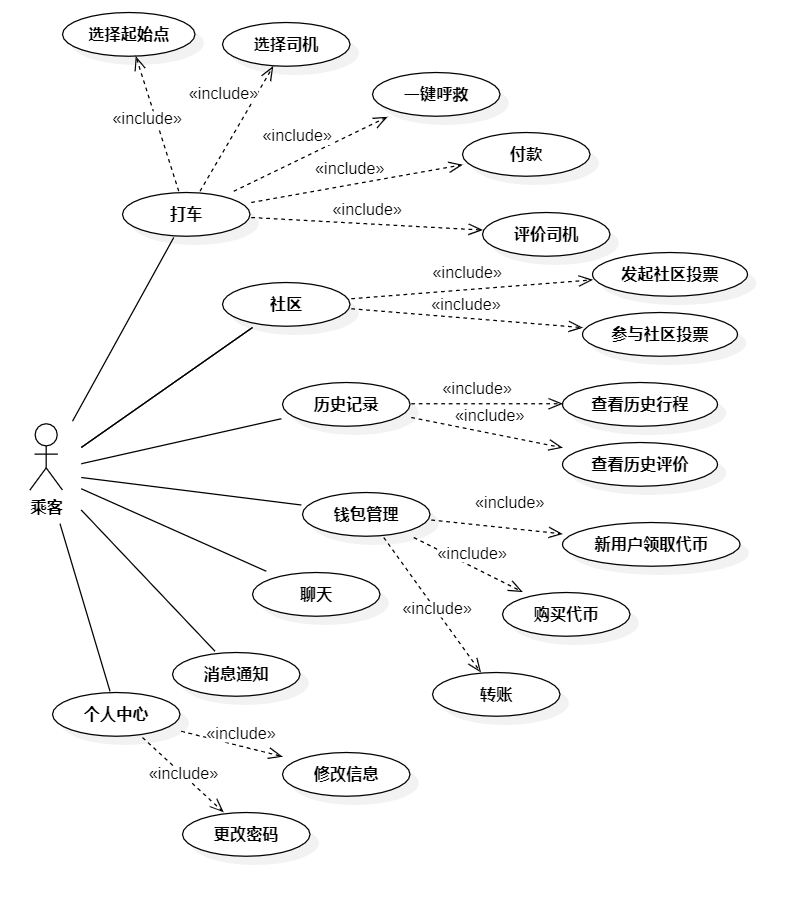 选择起始点
选择司机
«include»
«include»
一键呼救
«include»
付款
«include»
打车
«include»
评价司机
社区
«include»
发起社区投票
«include»
参与社区投票
历史记录
«include»
查看历史行程
«include»
查看历史评价
乘客
钱包管理
«include»
新用户领取代币
«include»
购买代币
聊天
«include»
转账
消息通知
个人中心
«include»
修改信息
«include»
更改密码